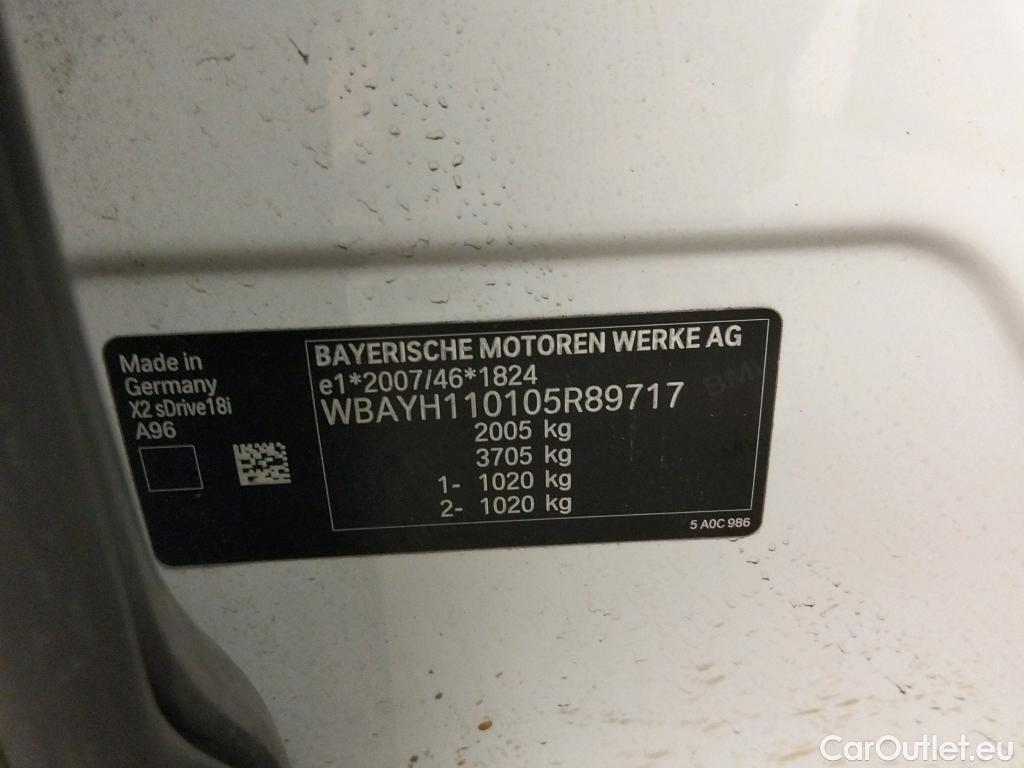 Made in
Germany
X2 sDrive18i
A96
BAYERISCHE MOTOREN WERKE AG
e1*2007/46*1824
WBAYH110105R89717
2005 kg
3705 kg
1- 1020 kg
2- 1020 kg
5 A0C 986
BMW
CarOutlet.eu